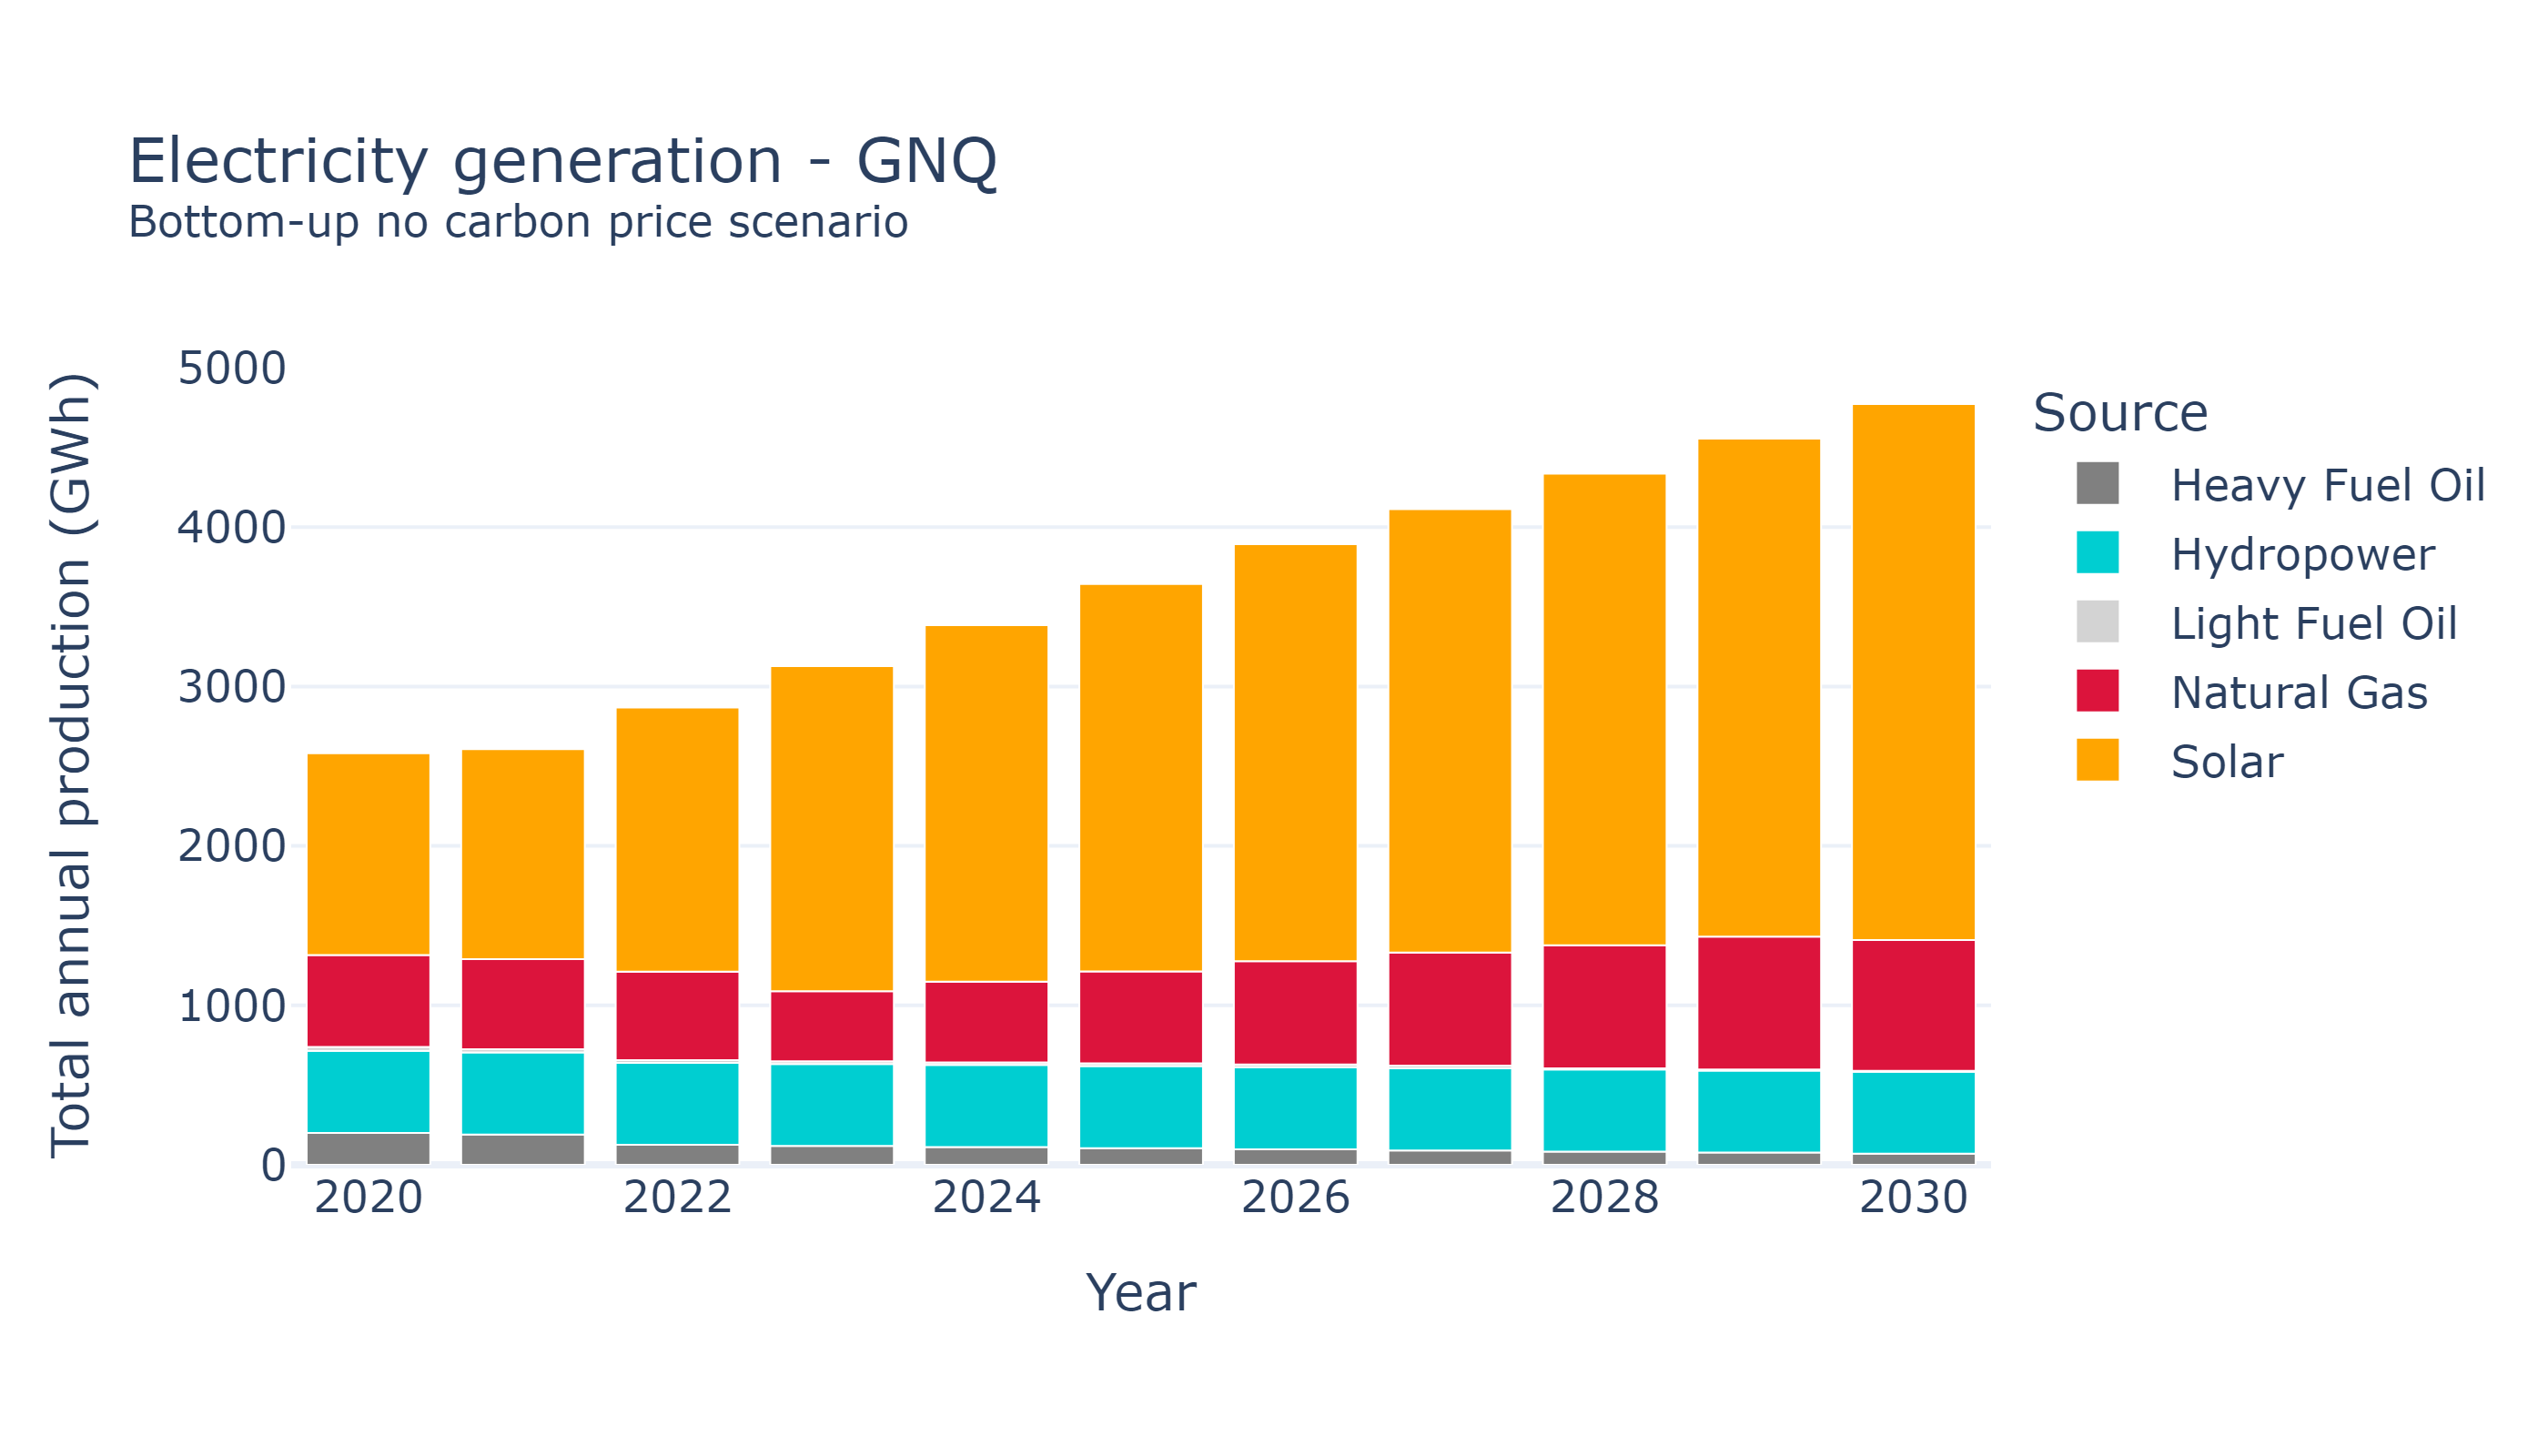 Electricity generation - GNQ
Bottom-up no carbon price scenario
Total annual production (GWh)
5000
4000
3000
2000
1000
0
2020
2022
2024
2026
2028
2030
Year
Source
Heavy Fuel Oil
Hydropower
Light Fuel Oil
Natural Gas
Solar